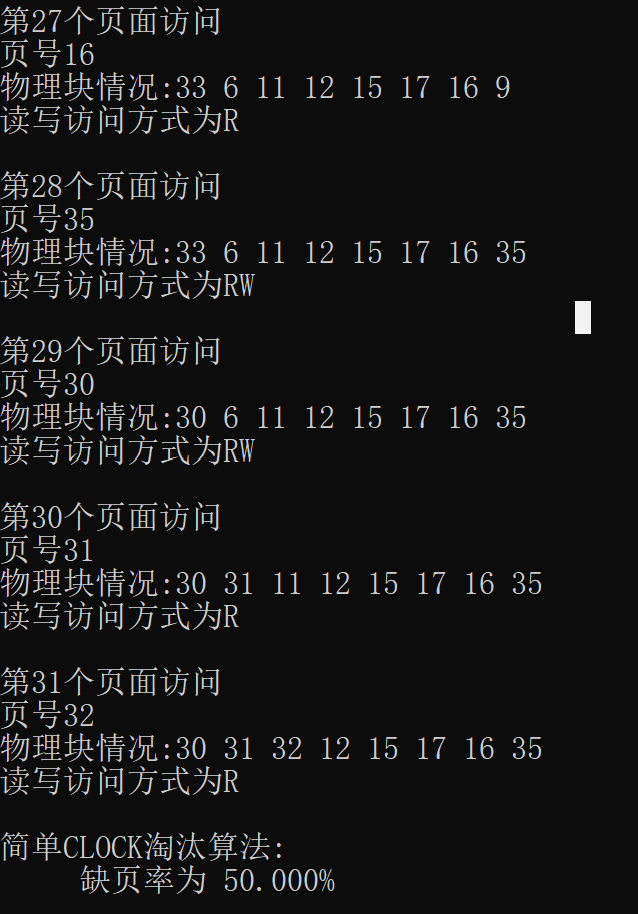 第27个页面访问
页号16
物理块情况:33 6 11 12 15 17 16 9
读写访问方式为R
第28个页面访问
页号35
物理块情况:33 6 11 12 15 17 16 35
读写访问方式为RW
第29个页面访问
页号30
物理块情况:30 6 11 12 15 17 16 35
读写访问方式为RW
第30个页面访问
页号31
物理块情况:30 31 11 12 15 17 16 35
读写访问方式为R
第31个页面访问
页号32
物理块情况:30 31 32 12 15 17 16 35
读写访问方式为R
简单CLOCK淘汰算法:
缺页率为 50.000%